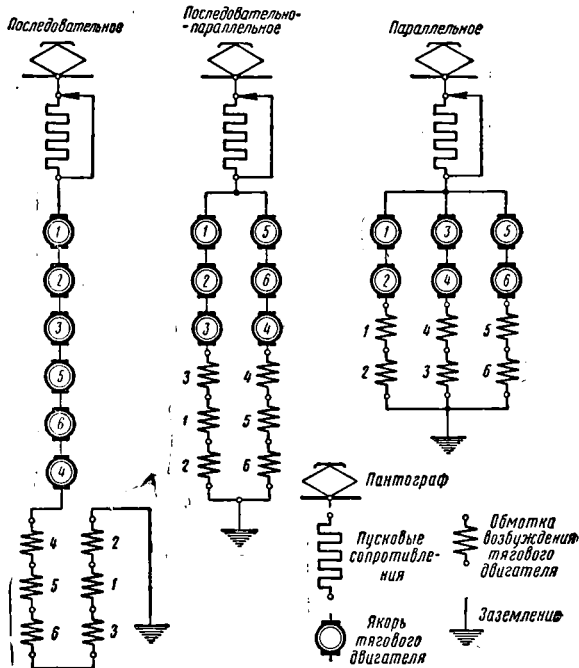 Последовательное
Последовательно-
-параллельное
Параллельное
1
2
3
5
6
4
4
5
6
2
1
3
1
2
3
5
6
4
3
1
2
4
5
6
1
2
3
4
5
6
1
2
4
3
5
6
Пантограф
Пусковые
сопротивле-
ния
Якорь
тягового
двигателя
Обмотка
возбуждения
тягового
двигателя
Заземление